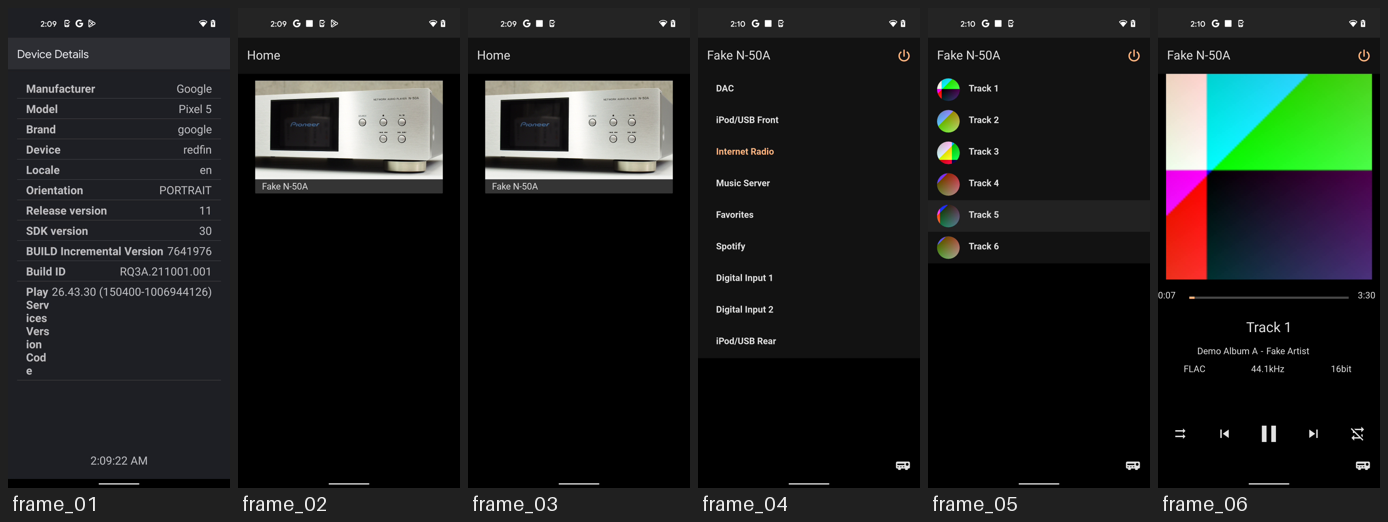 2:09
Device Details
Manufacturer Google
Model Pixel 5
Brand google
Device redfin
Locale en
Orientation PORTRAIT
Release version 11
SDK version 30
BUILD Incremental Version 7641976
Build ID RQ3A.211001.001
Play 26.43.30 (150400-1006944126)
Serv
ices
Vers
ion
Cod
e
2:09:22 AM
frame_01
2:09
Home
Pioneer
Fake N-50A
frame_02
2:09
Home
Pioneer
Fake N-50A
frame_03
2:10
Fake N-50A
DAC
iPod/USB Front
Internet Radio
Music Server
Favorites
Spotify
Digital Input 1
Digital Input 2
iPod/USB Rear
frame_04
2:10
Fake N-50A
Track 1
Track 2
Track 3
Track 4
Track 5
Track 6
frame_05
2:10
Fake N-50A
0:07 3:30
Track 1
Demo Album A - Fake Artist
FLAC 44.1kHz 16bit
frame_06